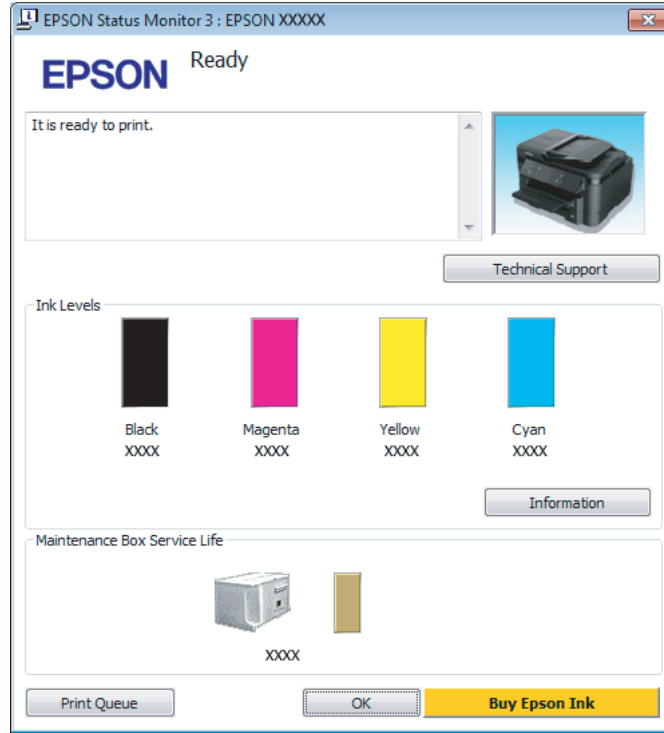 EPSON Status Monitor 3 : EPSON XXXXX
EPSON
Ready
It is ready to print.
Technical Support
Ink Levels
Black
Magenta
Yellow
Cyan
XXXX
XXXX
XXXX
XXXX
Information
Maintenance Box Service Life
XXXX
Print Queue
OK
Buy Epson Ink